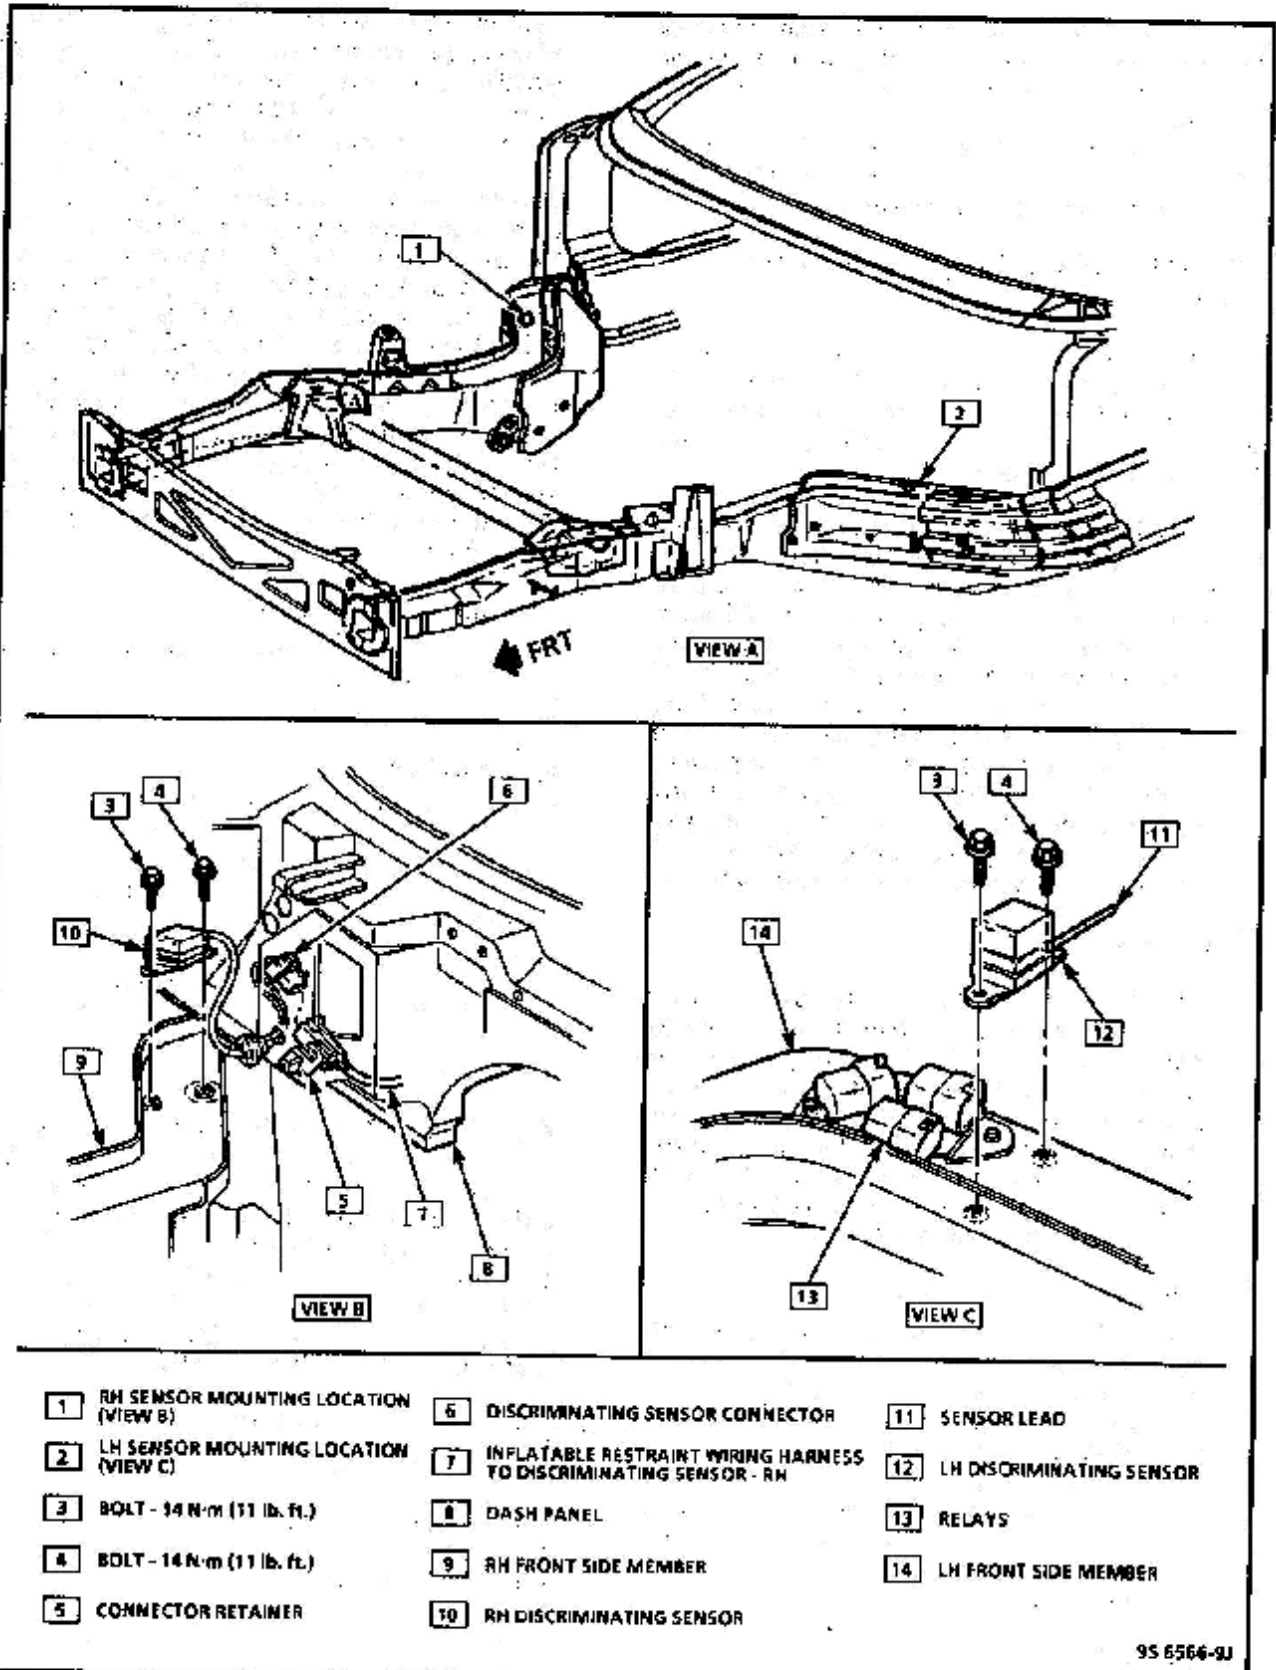 1
2
FRT
VIEW A
3
4
6
10
9
5
7
8
VIEW B
3
4
11
14
12
13
VIEW C
1 RH SENSOR MOUNTING LOCATION
(VIEW B)
2 LH SENSOR MOUNTING LOCATION
(VIEW C)
3 BOLT - 14 N·m (11 lb. ft.)
4 BOLT - 14 N·m (11 lb. ft.)
5 CONNECTOR RETAINER
6 DISCRIMINATING SENSOR CONNECTOR
7 INFLATABLE RESTRAINT WIRING HARNESS
TO DISCRIMINATING SENSOR - RH
8 DASH PANEL
9 RH FRONT SIDE MEMBER
10 RH DISCRIMINATING SENSOR
11 SENSOR LEAD
12 LH DISCRIMINATING SENSOR
13 RELAYS
14 LH FRONT SIDE MEMBER
9S 6566-9J